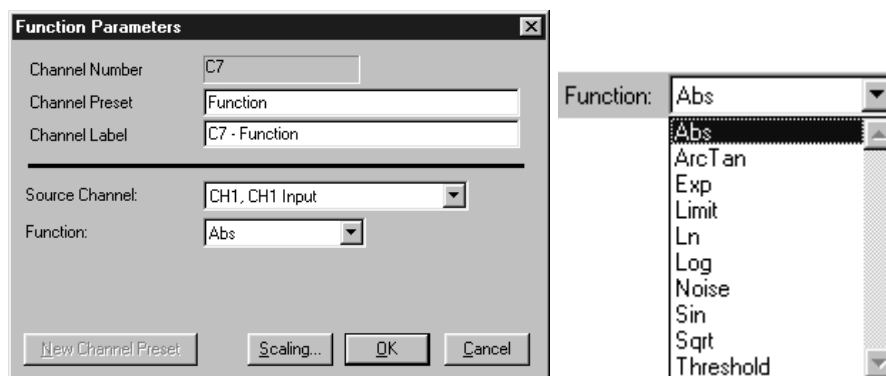 Function Parameters
Channel Number C7
Channel Preset Function
Channel Label C7 - Function
Source Channel: CH1, CH1 Input
Function: Abs
New Channel Preset Scaling... OK Cancel
Function: Abs
Abs
ArcTan
Exp
Limit
Ln
Log
Noise
Sin
Sqrt
Threshold